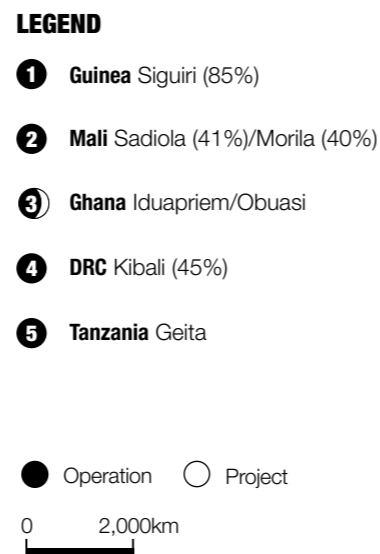 LEGEND
1 Guinea Siguiri (85%)
2 Mali Sadiola (41%)/Morila (40%)
3 Ghana Iduapriem/Obuasi
4 DRC Kibali (45%)
5 Tanzania Geita
Operation Project
0 2,000km